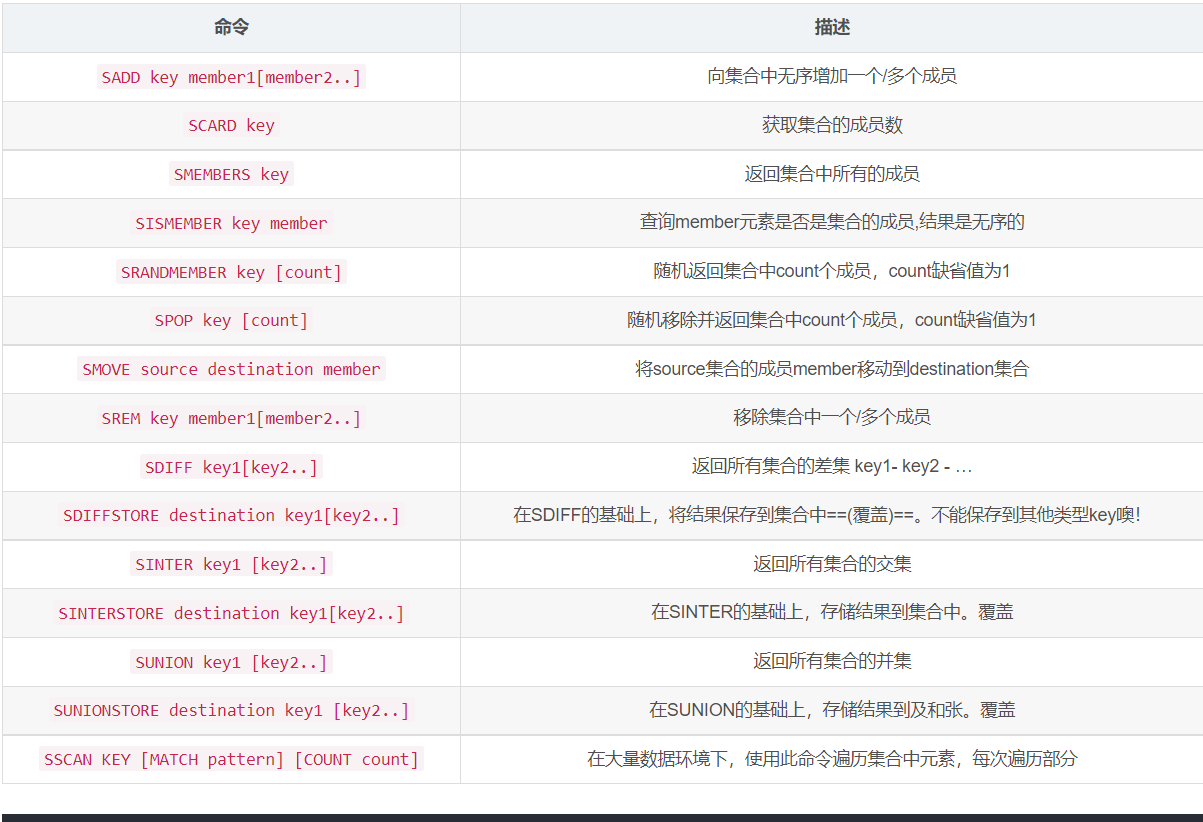 命令 描述
SADD key member1[member2..] 向集合中无序增加一个/多个成员
SCARD key 获取集合的成员数
SMEMBERS key 返回集合中所有的成员
SISMEMBER key member 查询member元素是否是集合的成员,结果是无序的
SRANDMEMBER key [count] 随机返回集合中count个成员，count缺省值为1
SPOP key [count] 随机移除并返回集合中count个成员，count缺省值为1
SMOVE source destination member 将source集合的成员member移动到destination集合
SREM key member1[member2..] 移除集合中一个/多个成员
SDIFF key1[key2..] 返回所有集合的差集 key1- key2 - …
SDIFFSTORE destination key1[key2..] 在SDIFF的基础上，将结果保存到集合中==(覆盖)==。不能保存到其他类型key噢！
SINTER key1 [key2..] 返回所有集合的交集
SINTERSTORE destination key1[key2..] 在SINTER的基础上，存储结果到集合中。覆盖
SUNION key1 [key2..] 返回所有集合的并集
SUNIONSTORE destination key1 [key2..] 在SUNION的基础上，存储结果到及和张。覆盖
SSCAN KEY [MATCH pattern] [COUNT count] 在大量数据环境下，使用此命令遍历集合中元素，每次遍历部分